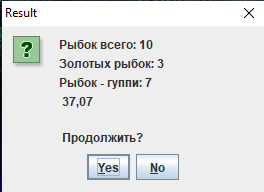 Result
Рыбок всего: 10
Золотых рыбок: 3
Рыбок - гуппи: 7
37,07
Продолжить?
Yes No